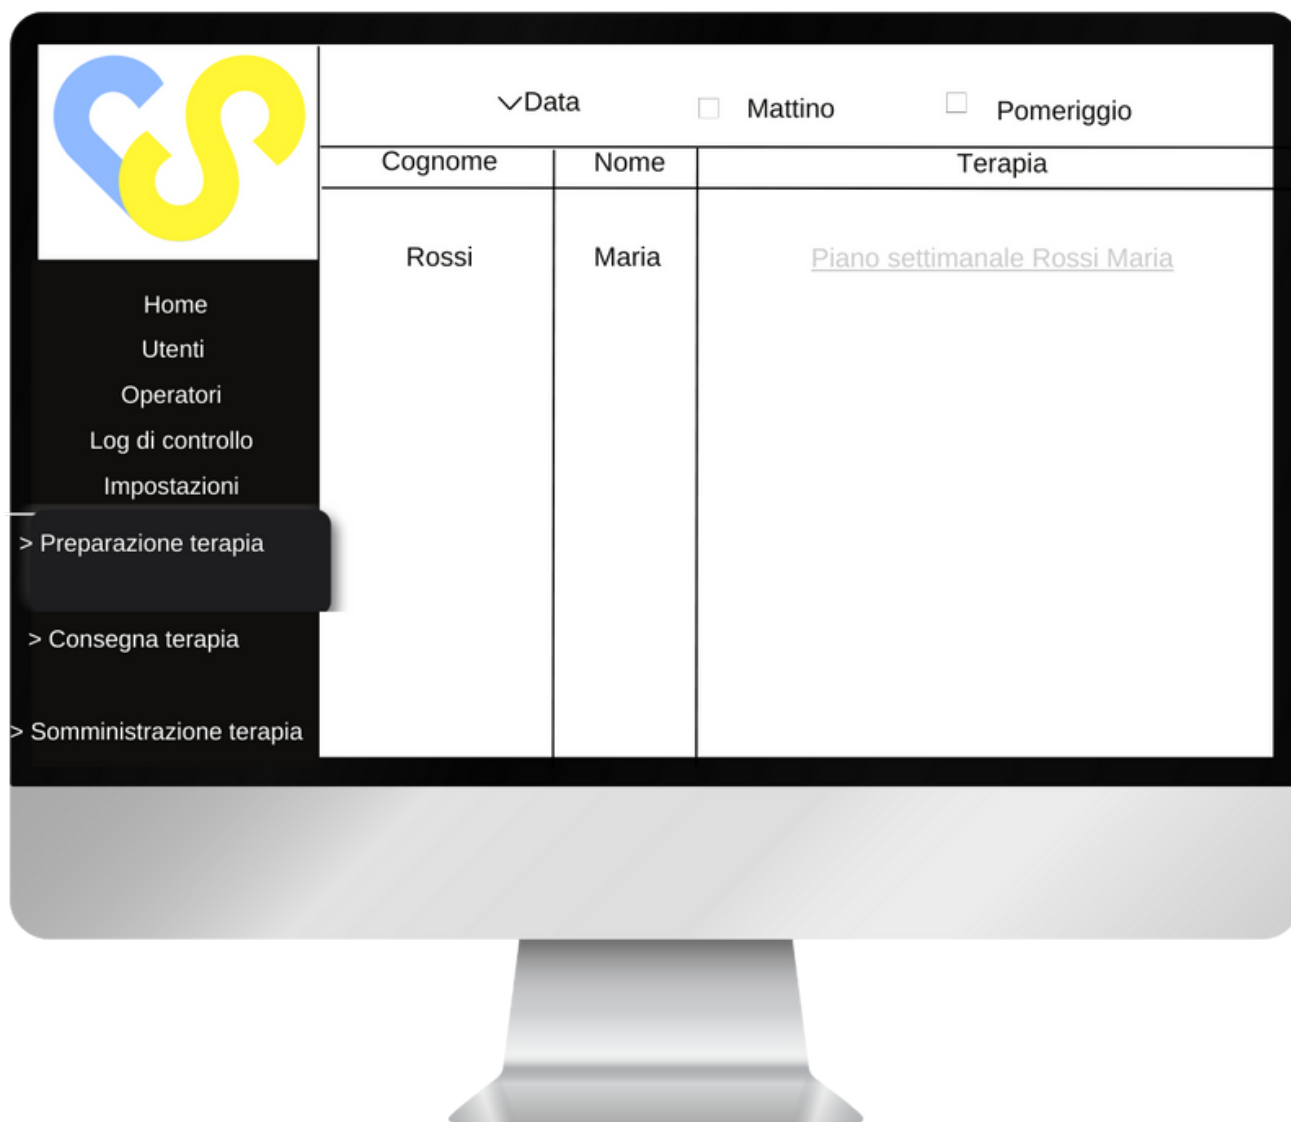 Data
Mattino
Pomeriggio
Cognome Nome Terapia
Rossi Maria Piano settimanale Rossi Maria
Home
Utenti
Operatori
Log di controllo
Impostazioni
> Preparazione terapia
> Consegna terapia
> Somministrazione terapia